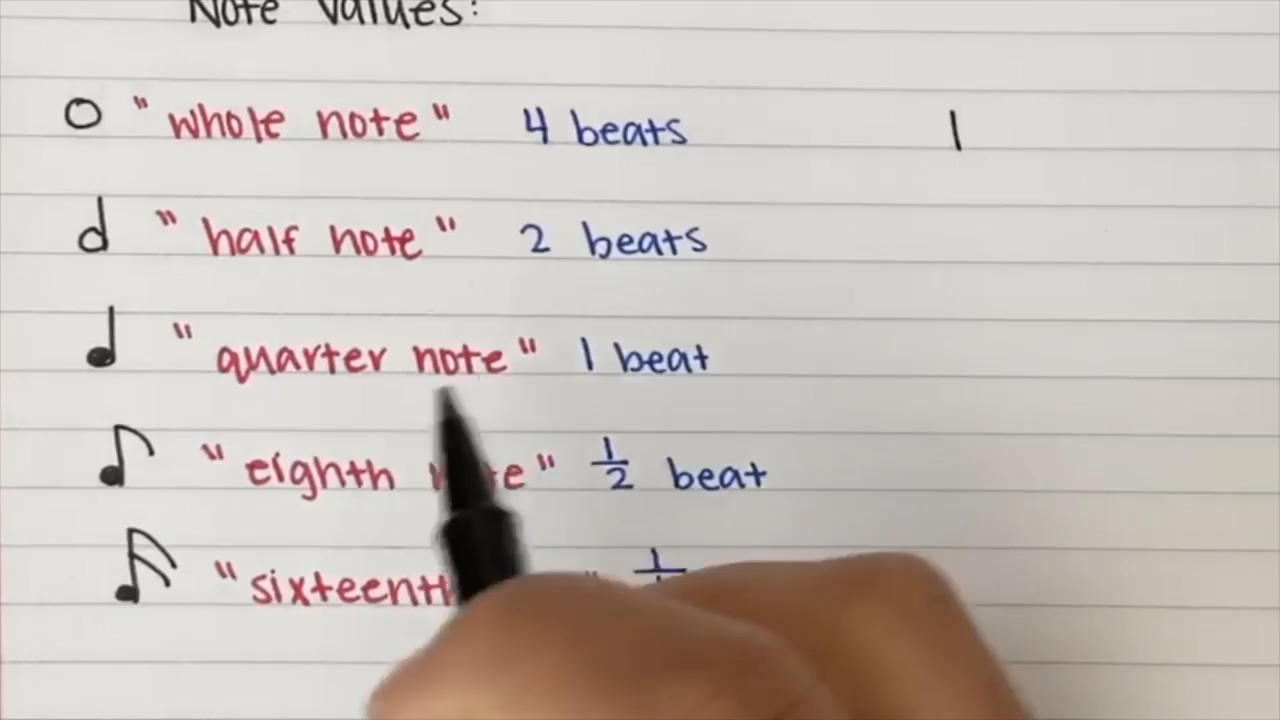 Note Values:
"whole note" 4 beats 1
"half note" 2 beats
"quarter note" 1 beat
"eighth 1/2 beat
"sixteenth